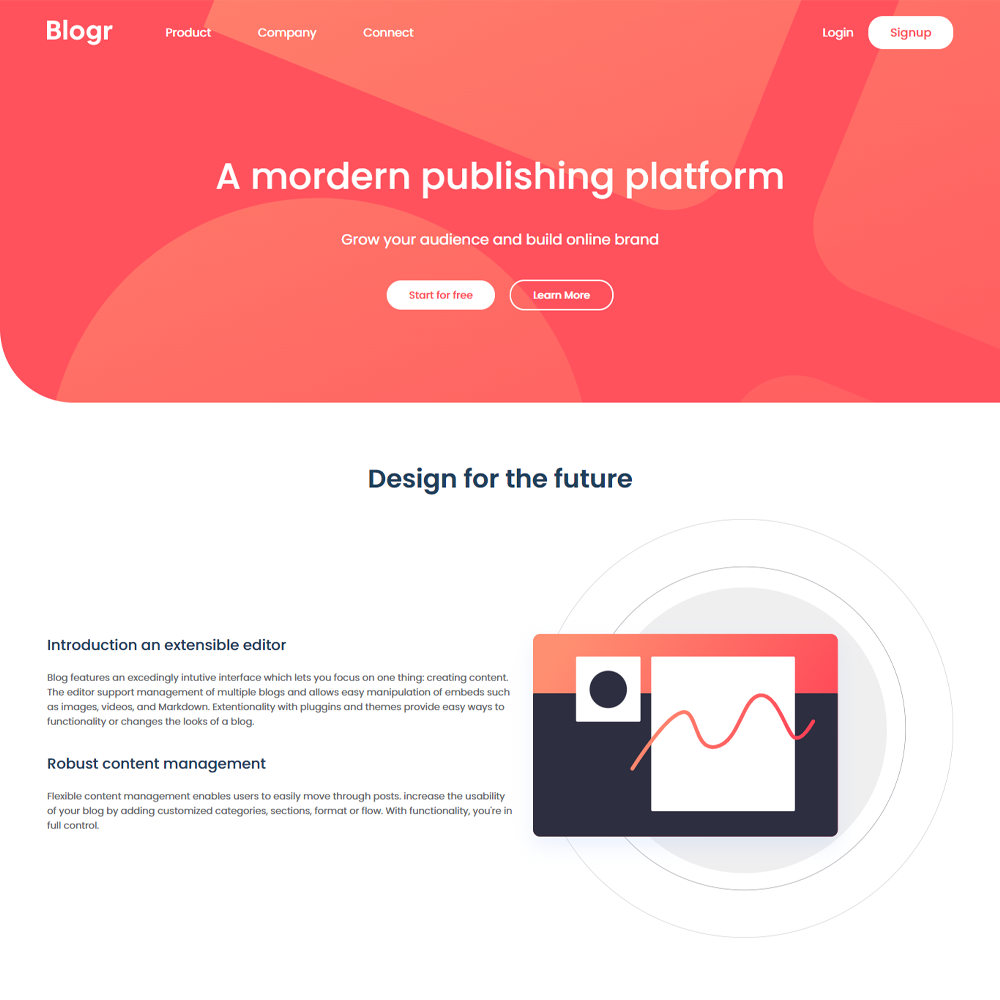 Blogr Product Company Connect Login Signup
A mordern publishing platform
Grow your audience and build online brand
Start for free Learn More
Design for the future
Introduction an extensible editor
Blog features an excedingly intutive interface which lets you focus on one thing: creating content.
The editor support management of multiple blogs and allows easy manipulation of embeds such
as images, videos, and Markdown. Extentionality with pluggins and themes provide easy ways to
functionality or changes the looks of a blog.
Robust content management
Flexible content management enables users to easily move through posts. increase the usability
of your blog by adding customized categories, sections, format or flow. With functionality, you're in
full control.